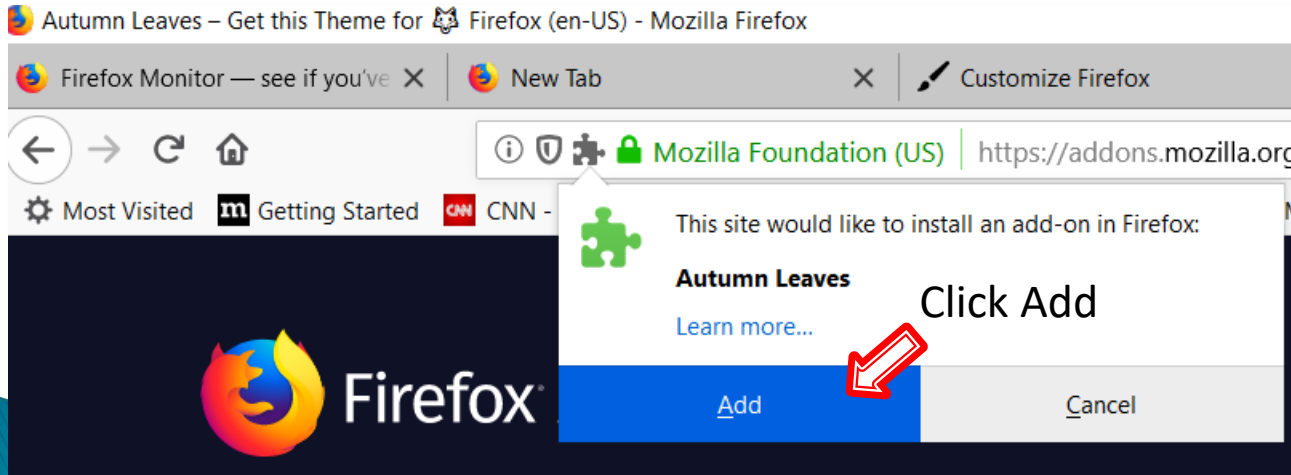 Autumn Leaves – Get this Theme for 🦊 Firefox (en-US) - Mozilla Firefox
Firefox Monitor — see if you've
New Tab
Customize Firefox
Mozilla Foundation (US) https://addons.mozilla.org
Most Visited
m Getting Started
CNN CNN -
This site would like to install an add-on in Firefox:
Autumn Leaves
Click Add
Learn more...
Firefox
Add
Cancel